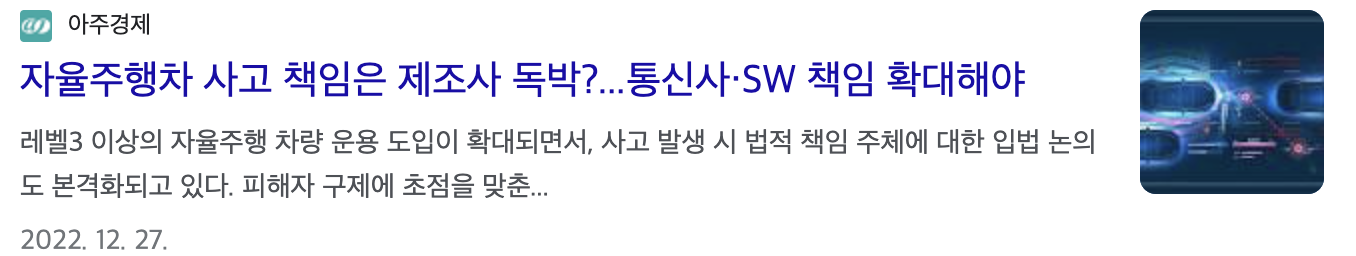 아주경제
자율주행차 사고 책임은 제조사 독박?...통신사·SW 책임 확대해야
레벨3 이상의 자율주행 차량 운용 도입이 확대되면서, 사고 발생 시 법적 책임 주체에 대한 입법 논의
도 본격화되고 있다. 피해자 구제에 초점을 맞춘...
2022. 12. 27.